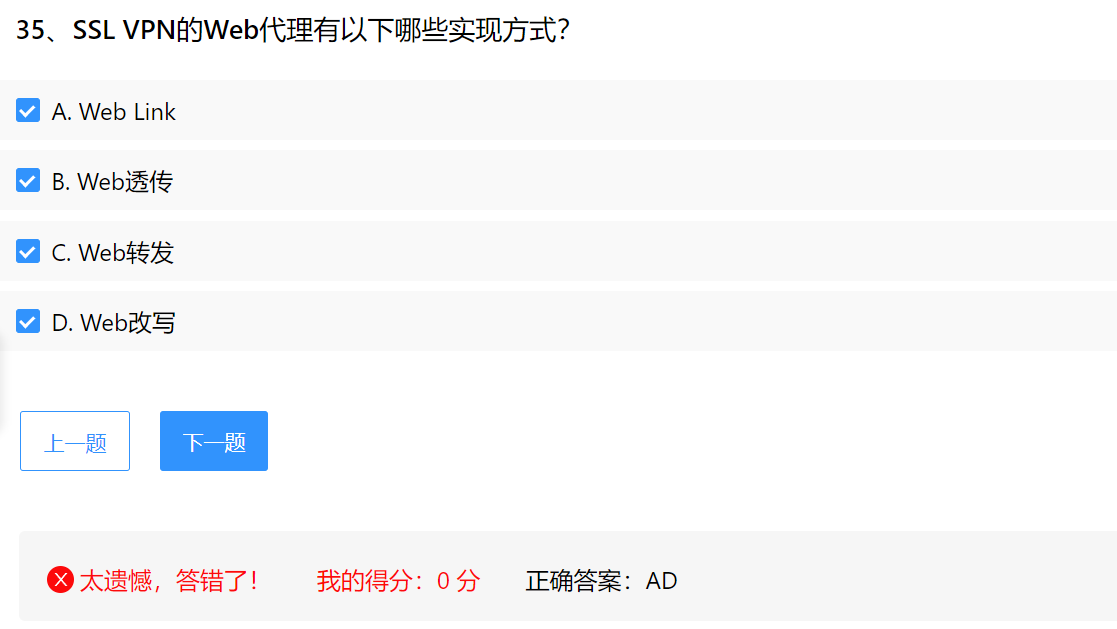 35、SSL VPN的Web代理有以下哪些实现方式？
A. Web Link
B. Web透传
C. Web转发
D. Web改写
上一题 下一题
太遗憾，答错了！ 我的得分：0 分 正确答案：AD